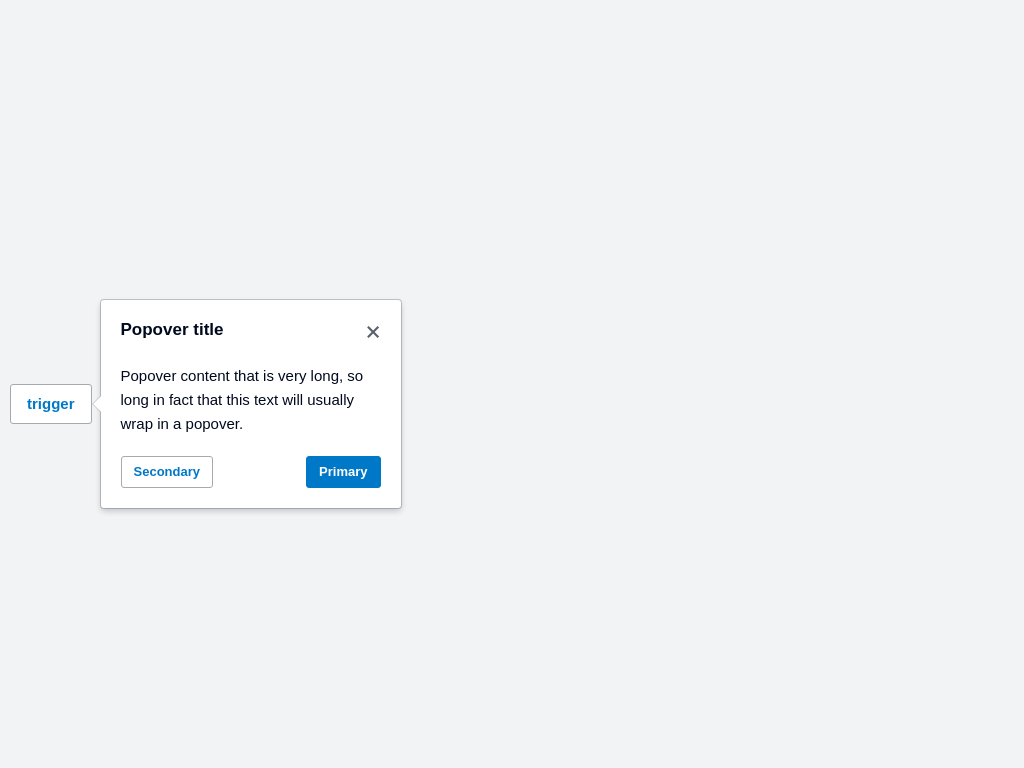 Popover title
trigger
Popover content that is very long, so
long in fact that this text will usually
wrap in a popover.
Secondary
Primary